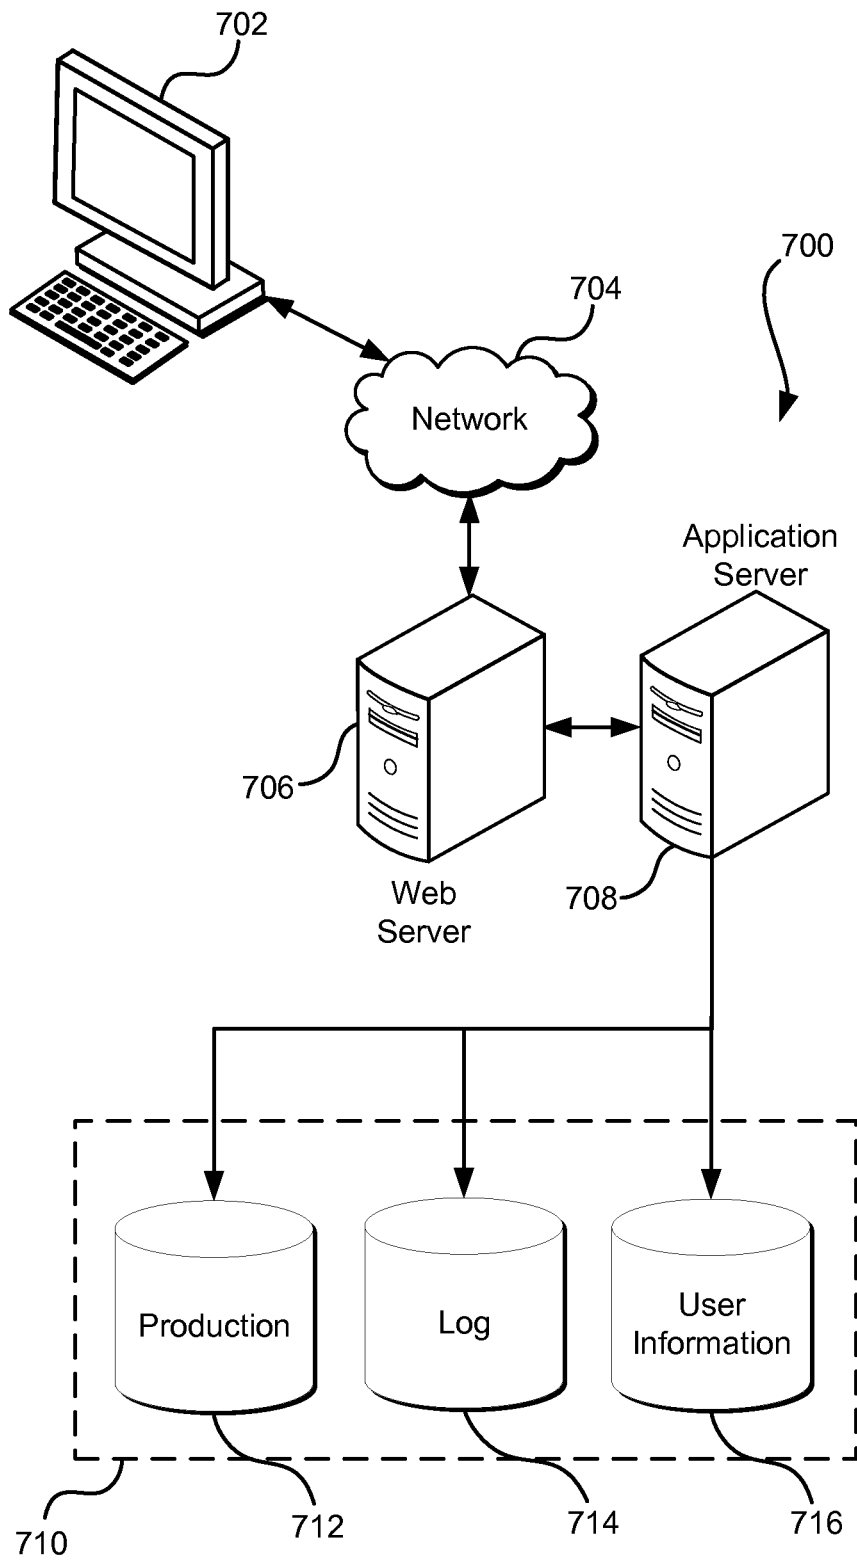 702
700
704
Network
Application
Server
706
708
Web
Server
Production
Log
User
Information
710
712
714
716